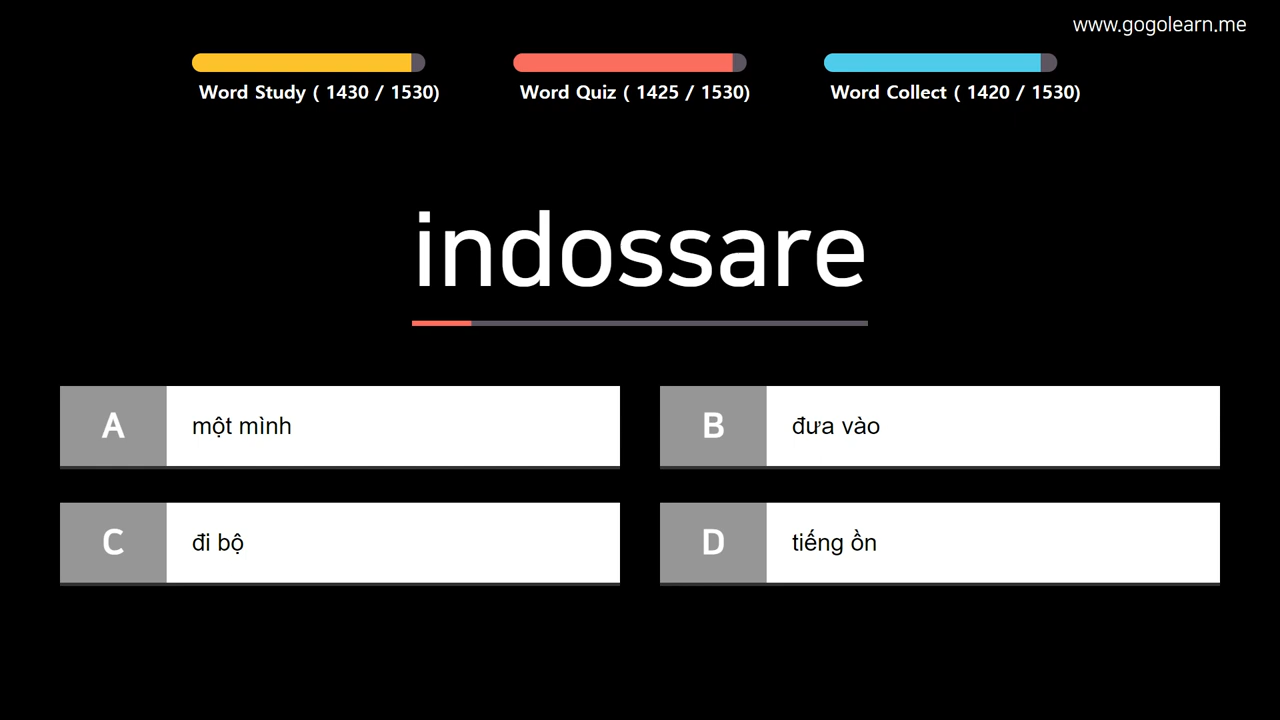 www.gogolearn.me
Word Study ( 1430 / 1530)
Word Quiz ( 1425 / 1530)
Word Collect ( 1420 / 1530)
indossare
A một mình
B đưa vào
C đi bộ
D tiếng ồn